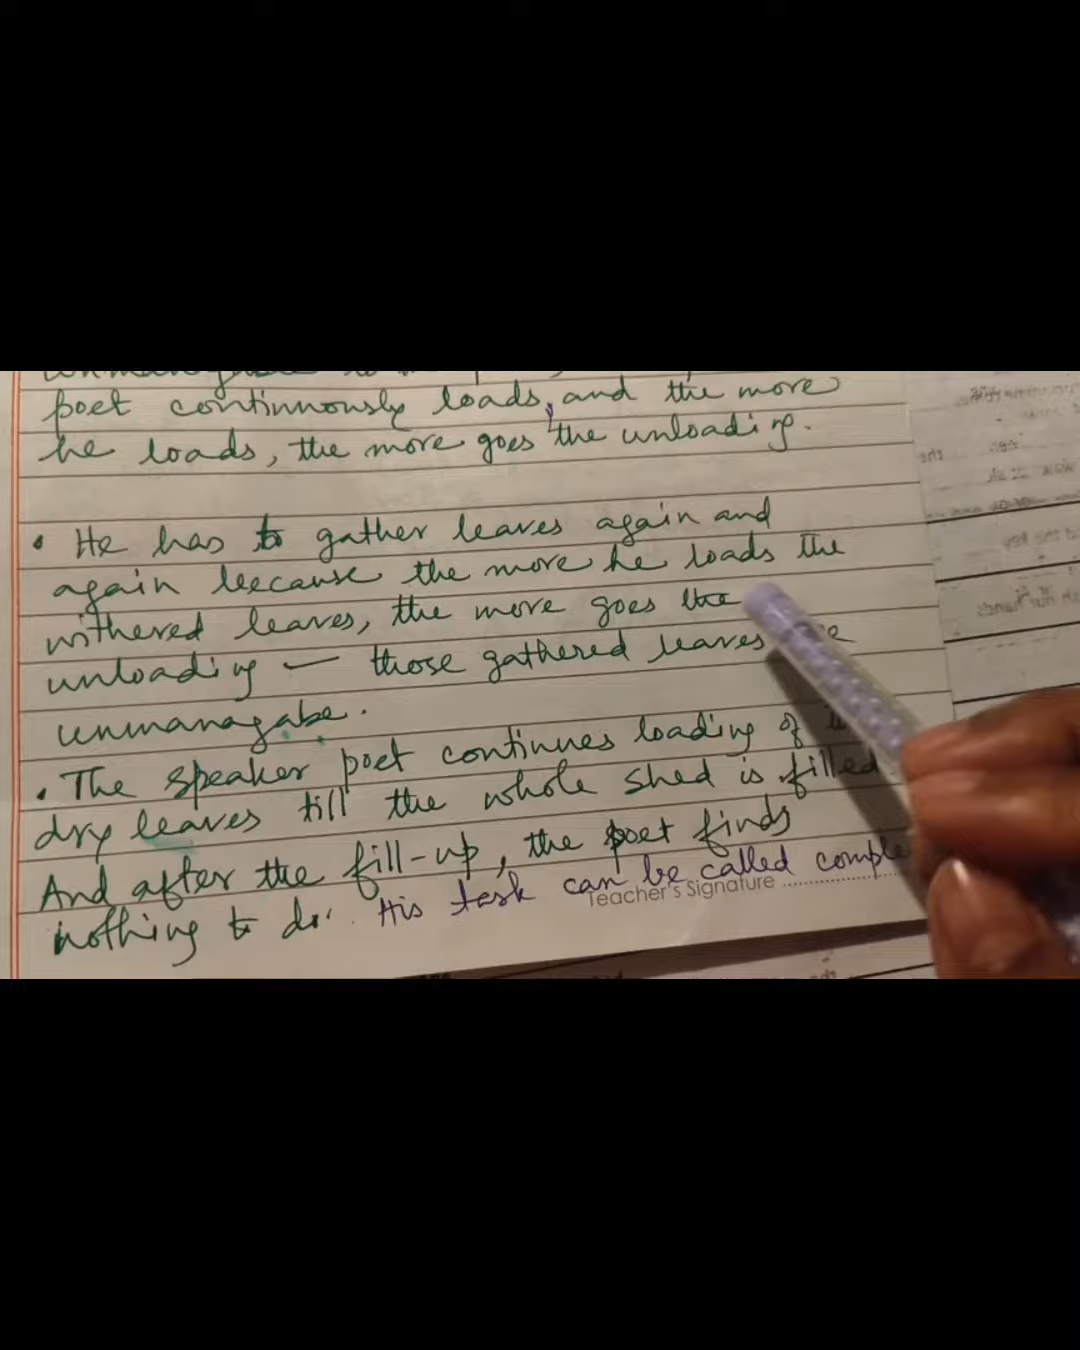 poet continuously loads, and the more
he loads, the more goes the unloading.
• He has to gather leaves again and
again because the more he loads the
withered leaves, the more goes the
unloading — those gathered leaves
unmanagabe.
• The speaker poet continues loading of
dry leaves till the whole shed is filled
And after the fill-up, the poet finds
nothing to do. His task can be called
Teacher's Signature